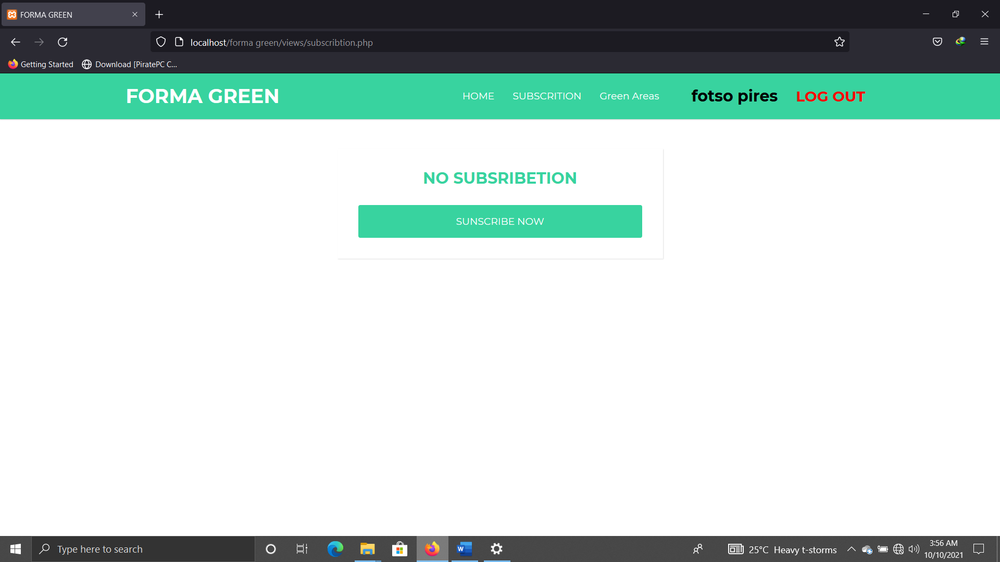 FORMA GREEN
localhost/forma green/views/subscribtion.php
Getting Started
Download [PiratePC C...
FORMA GREEN
HOME
SUBSCRITION
Green Areas
fotso pires
LOG OUT
NO SUBSRIBETION
SUNSCRIBE NOW
Type here to search
25°C Heavy t-storms
3:56 AM
10/10/2021